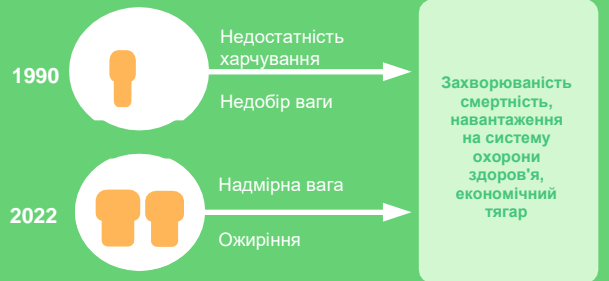 1990
Недостатність
харчування
Недобір ваги
2022
Надмірна вага
Ожиріння
Захворюваність
смертність,
навантаження
на систему
охорони
здоров'я,
економічний
тягар